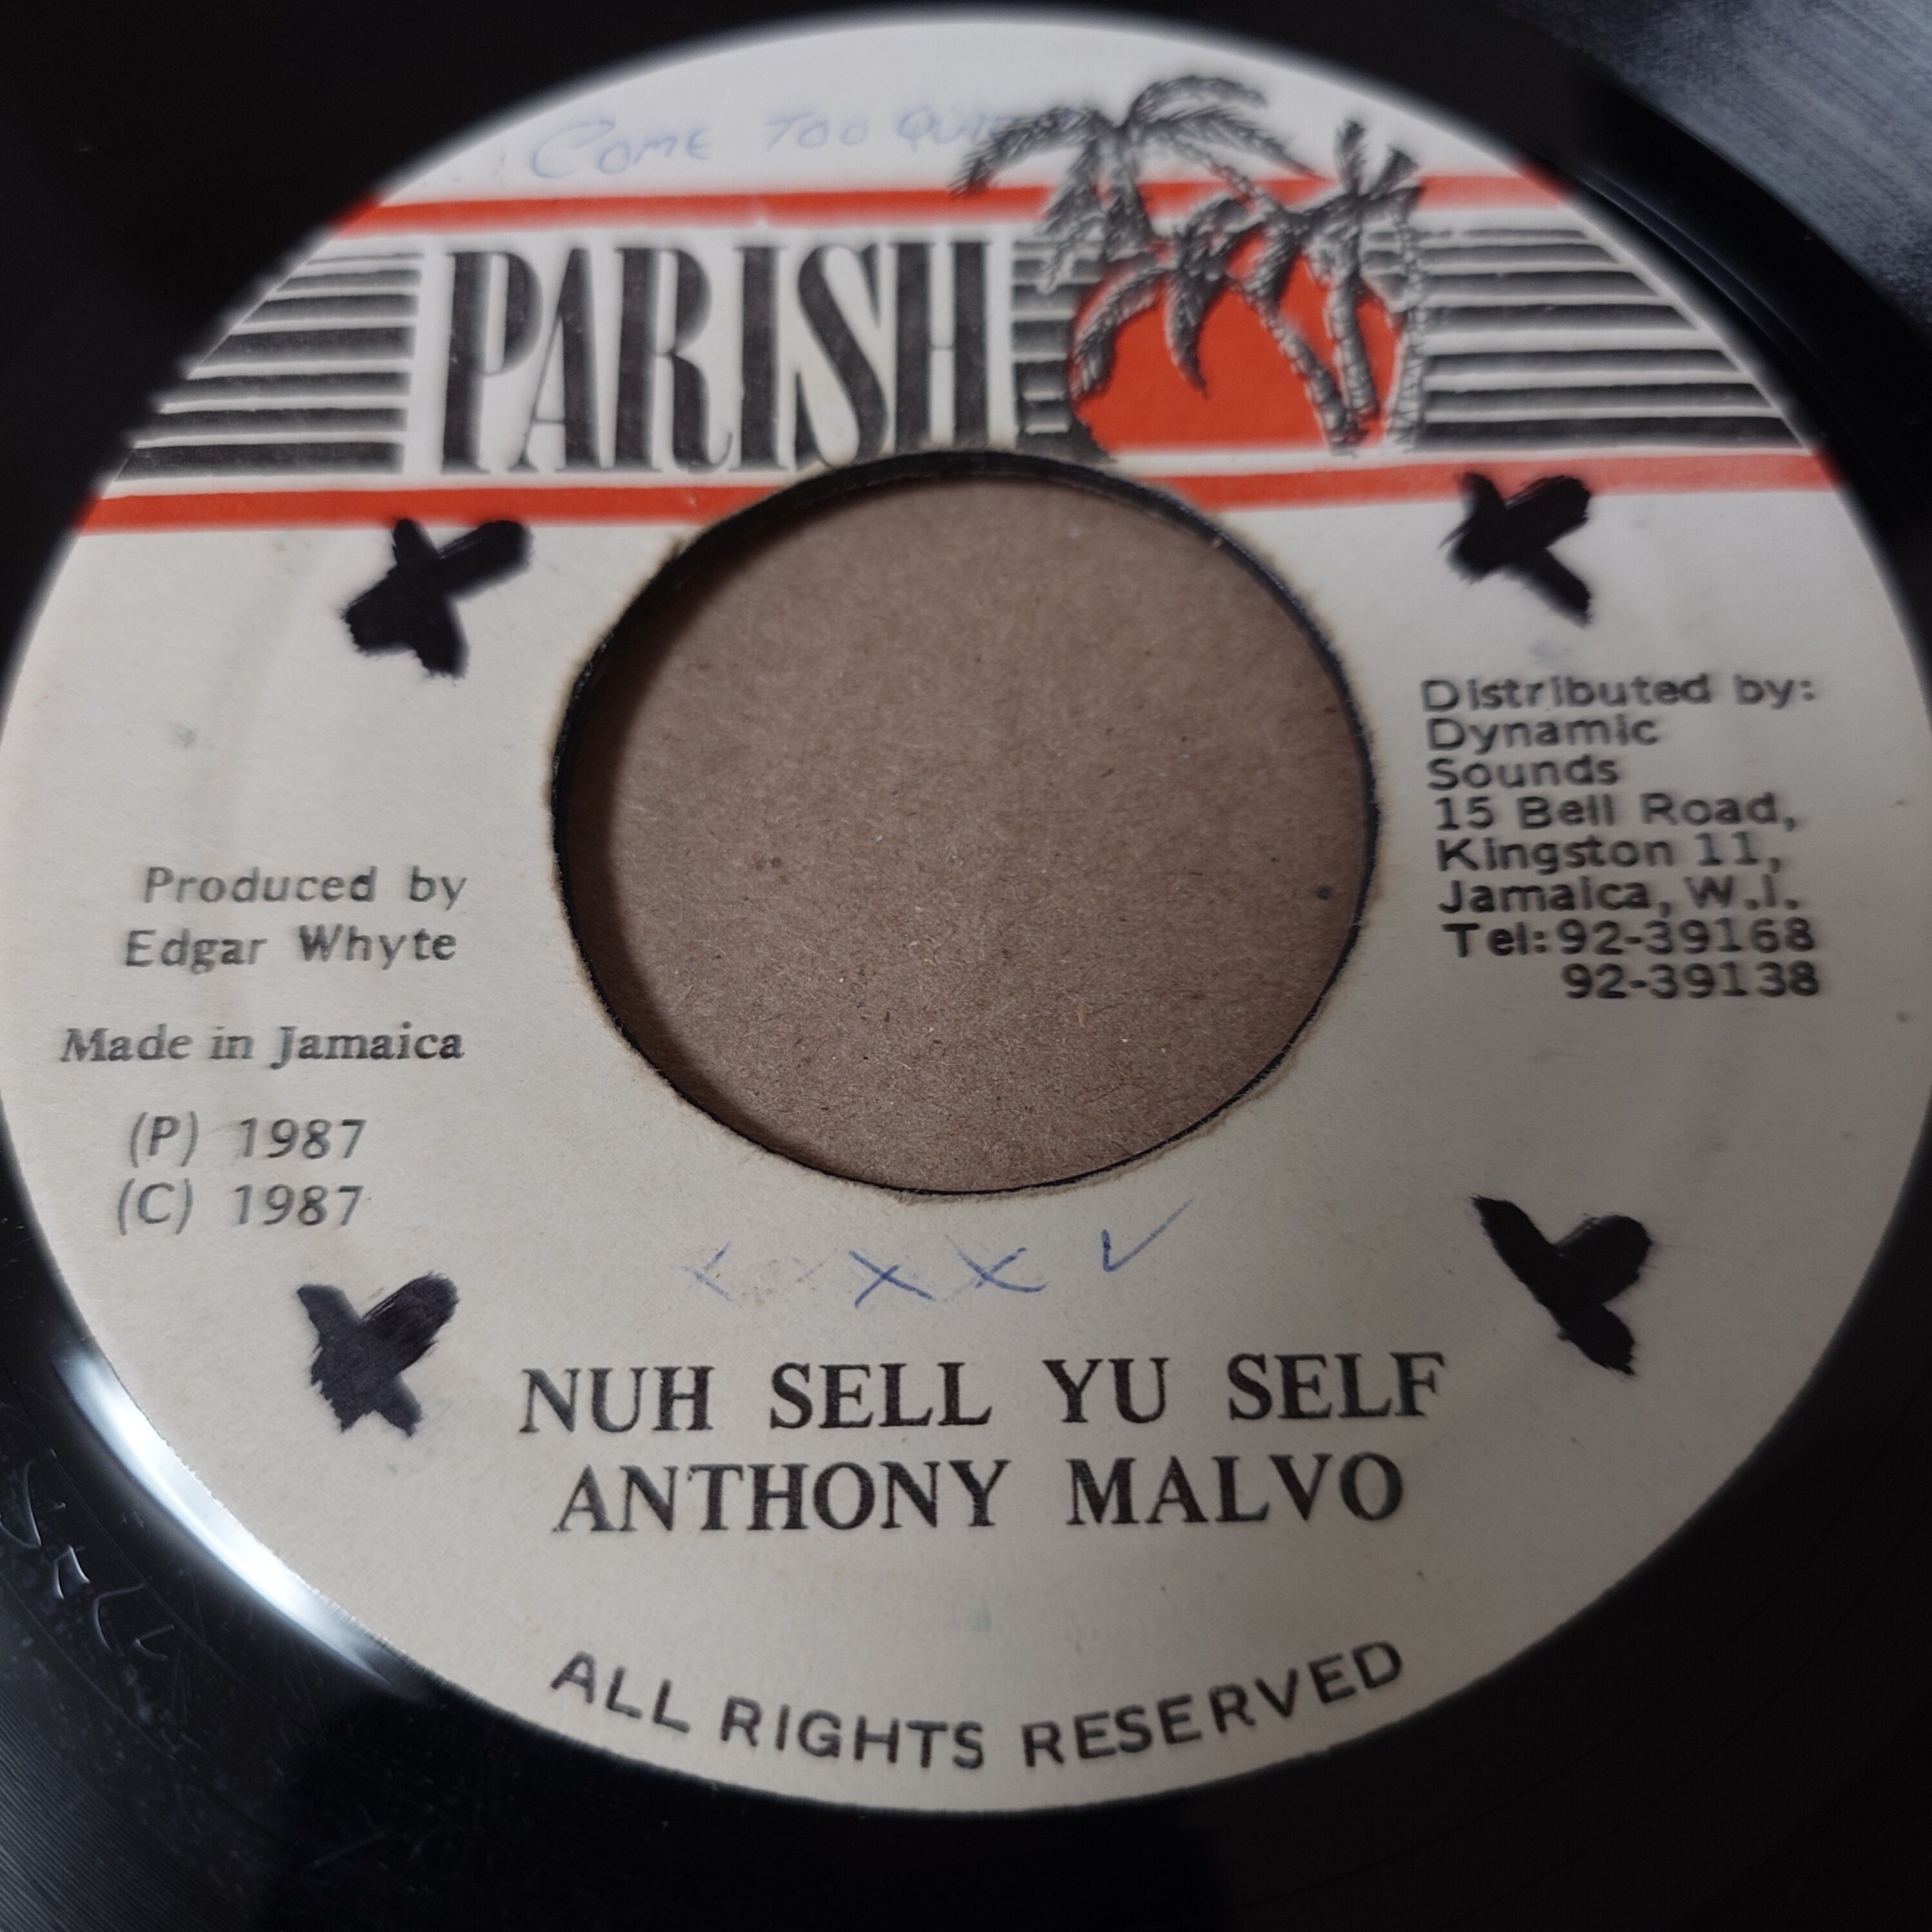 COME TOO
PARISH
Produced by
Edgar Whyte
Made in Jamaica
(P) 1987
(C) 1987
Distributed by:
Dynamic
Sounds
15 Bell Road,
Kingston 11,
Jamaica, W.I.
Tel: 92-39168
92-39138
NUH SELL YU SELF
ANTHONY MALVO
ALL RIGHTS RESERVED